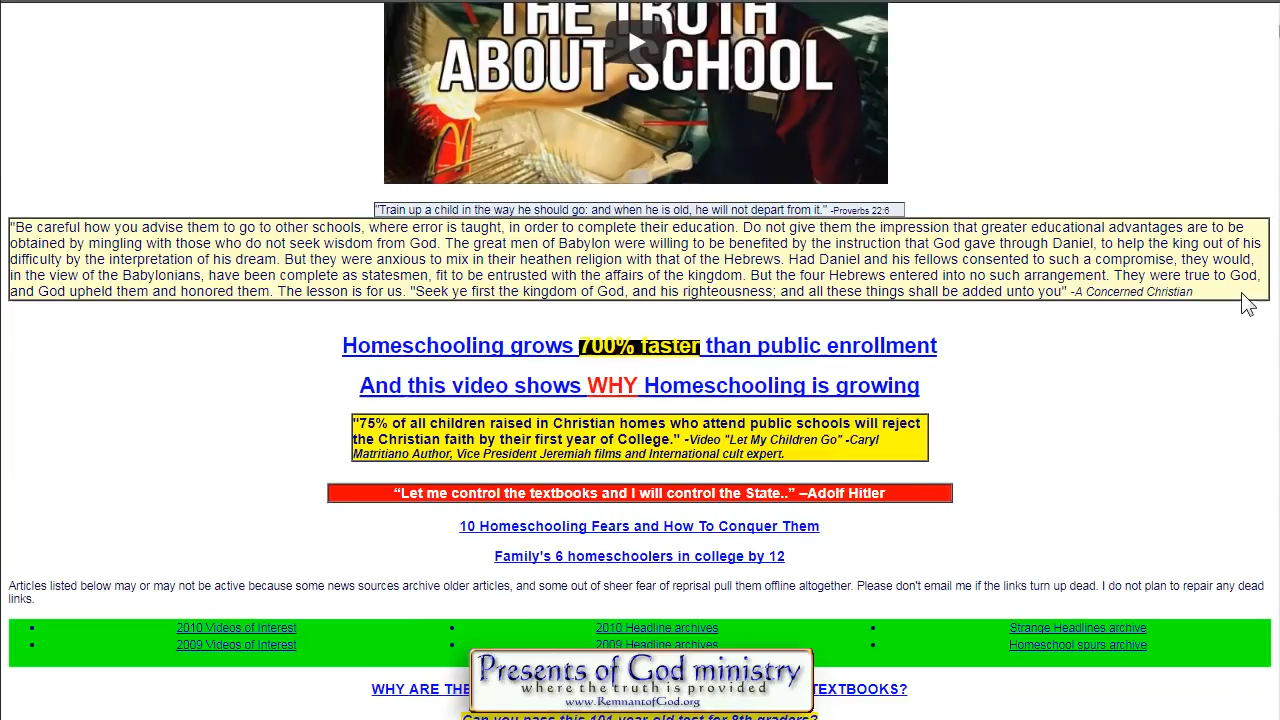 THE TRUTH
ABOUT SCHOOL
"Train up a child in the way he should go: and when he is old, he will not depart from it." -Proverbs 22:6
"Be careful how you advise them to go to other schools, where error is taught, in order to complete their education. Do not give them the impression that greater educational advantages are to be
obtained by mingling with those who do not seek wisdom from God. The great men of Babylon were willing to be benefited by the instruction that God gave through Daniel, to help the king out of his
difficulty by the interpretation of his dream. But they were anxious to mix in their heathen religion with that of the Hebrews. Had Daniel and his fellows consented to such a compromise, they would,
in the view of the Babylonians, have been complete as statesmen, fit to be entrusted with the affairs of the kingdom. But the four Hebrews entered into no such arrangement. They were true to God,
and God upheld them and honored them. The lesson is for us. "Seek ye first the kingdom of God, and his righteousness; and all these things shall be added unto you" -A Concerned Christian
Homeschooling grows 700% faster than public enrollment
And this video shows WHY Homeschooling is growing
"75% of all children raised in Christian homes who attend public schools will reject
the Christian faith by their first year of College." -Video "Let My Children Go" -Caryl
Matritiano Author, Vice President Jeremiah films and International cult expert.
“Let me control the textbooks and I will control the State..” –Adolf Hitler
10 Homeschooling Fears and How To Conquer Them
Family's 6 homeschoolers in college by 12
Articles listed below may or may not be active because some news sources archive older articles, and some out of sheer fear of reprisal pull them offline altogether. Please don't email me if the links turn up dead. I do not plan to repair any dead
links.
2010 Videos of Interest 2010 Headline archives Strange Headlines archive
2009 Videos of Interest 2009 Headline archives Homeschool spurs archive
WHY ARE THE TEXTBOOKS?
Presents of God ministry
where the truth is provided
www.RemnantofGod.org
Can you pass this 101 year old test for 8th graders?